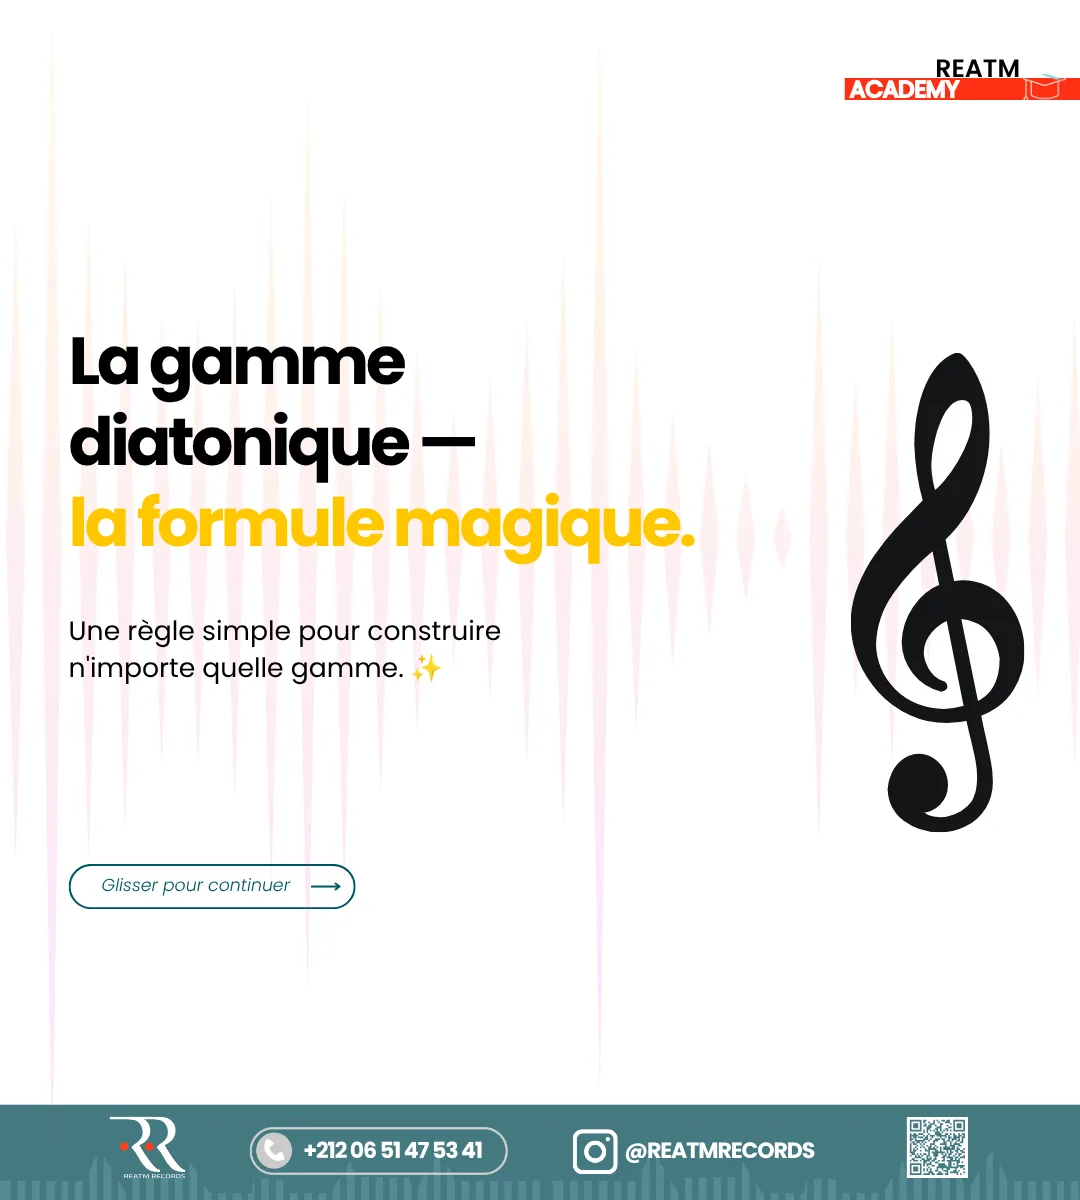 REATM
ACADEMY
La gamme
diatonique —
la formule magique.
Une règle simple pour construire
n'importe quelle gamme. ✨
Glisser pour continuer
RR
REATM RECORDS
+212 06 51 47 53 41
@REATMRECORDS